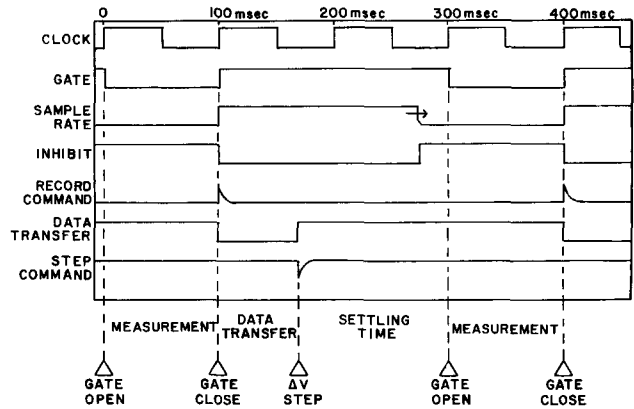 0 100 msec 200 msec 300 msec 400 msec
CLOCK
GATE
SAMPLE
RATE
INHIBIT
RECORD
COMMAND
DATA
TRANSFER
STEP
COMMAND
MEASUREMENT
DATA
TRANSFER
SETTLING
TIME
MEASUREMENT
GATE
OPEN
GATE
CLOSE
ΔV
STEP
GATE
OPEN
GATE
CLOSE